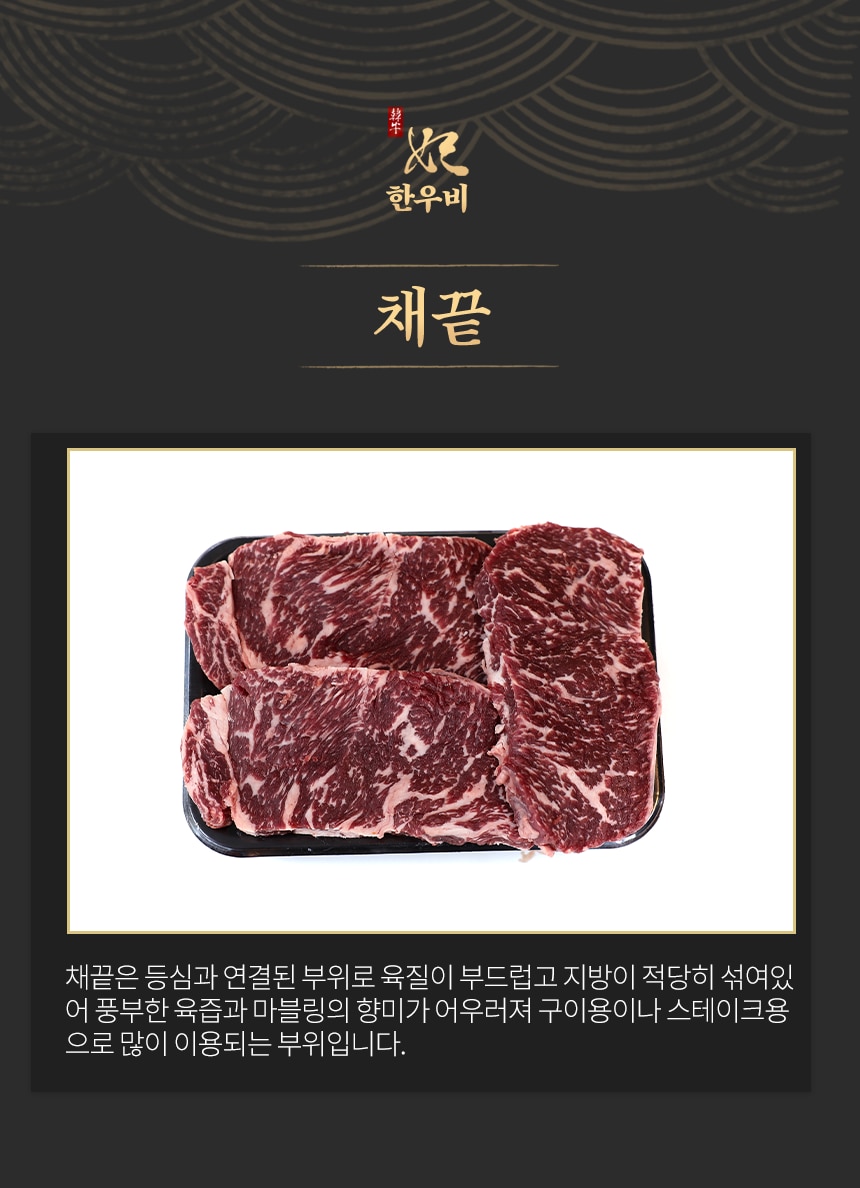 韓牛
妃
한우비
채끝
채끝은 등심과 연결된 부위로 육질이 부드럽고 지방이 적당히 섞여있
어 풍부한 육즙과 마블링의 향미가 어우러져 구이용이나 스테이크용
으로 많이 이용되는 부위입니다.